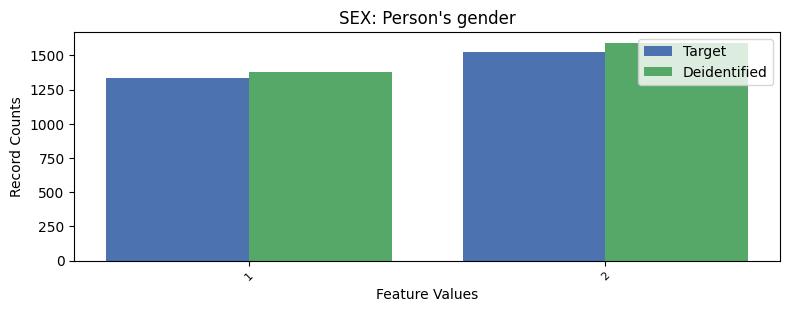 SEX: Person's gender
Target
Deidentified
Record Counts
1500
1250
1000
750
500
250
0
1
2
Feature Values